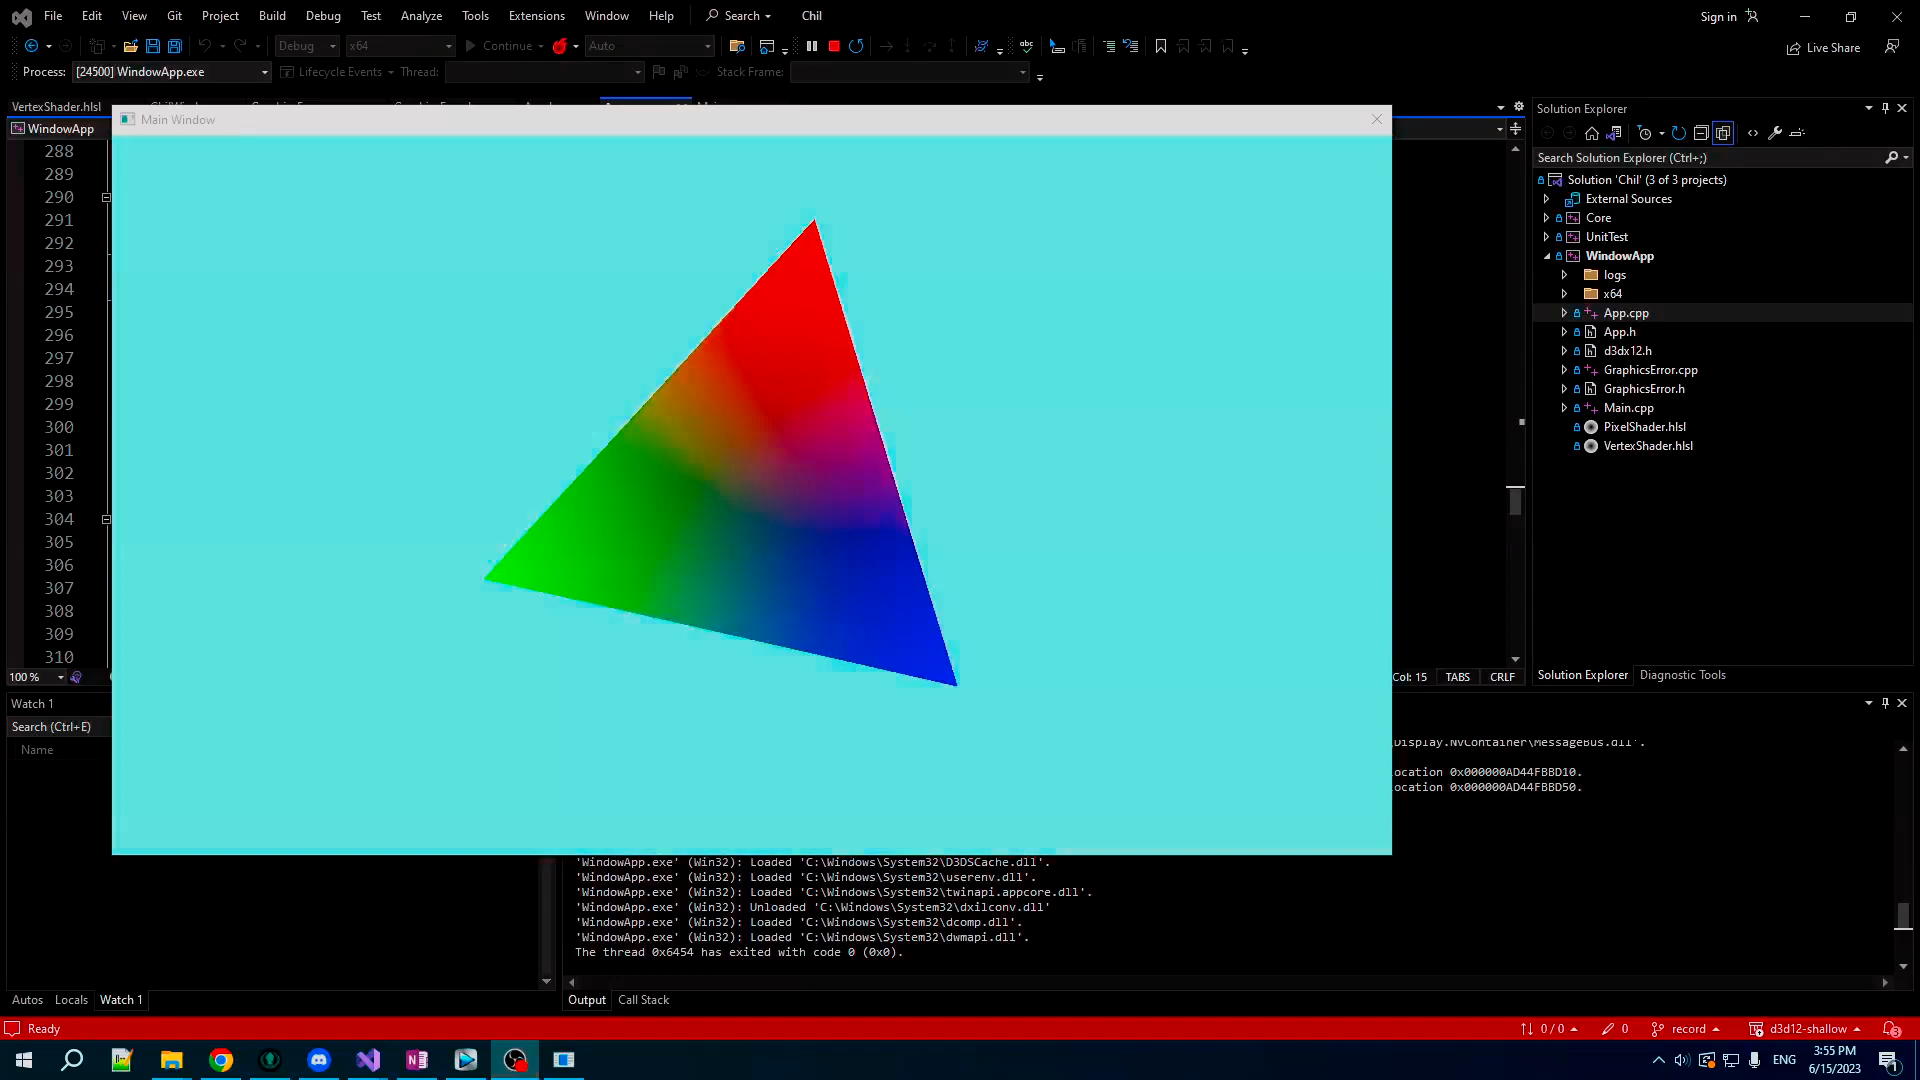 File Edit View Git Project Build Debug Test Analyze Tools Extensions Window Help Search Chil Sign in
Debug x64 Continue Auto Live Share
Process: [24500] WindowApp.exe Lifecycle Events Thread: Stack Frame:
VertexShader.hlsl
WindowApp
Main Window
288
289
290
291
292
293
294
295
296
297
298
299
300
301
302
303
304
305
306
307
308
309
310
100 %
Col: 15 TABS CRLF
Solution Explorer
Search Solution Explorer (Ctrl+;)
Solution 'Chil' (3 of 3 projects)
External Sources
Core
UnitTest
WindowApp
logs
x64
App.cpp
App.h
d3dx12.h
GraphicsError.cpp
GraphicsError.h
Main.cpp
PixelShader.hlsl
VertexShader.hlsl
Solution Explorer Diagnostic Tools
Watch 1
Search (Ctrl+E)
Name
Display.NvContainer\MessageBus.dll'.
ocation 0x000000AD44FBBD10.
ocation 0x000000AD44FBBD50.
'WindowApp.exe' (Win32): Loaded 'C:\Windows\System32\D3DSCache.dll'.
'WindowApp.exe' (Win32): Loaded 'C:\Windows\System32\userenv.dll'.
'WindowApp.exe' (Win32): Loaded 'C:\Windows\System32\twinapi.appcore.dll'.
'WindowApp.exe' (Win32): Unloaded 'C:\Windows\System32\dxilconv.dll'
'WindowApp.exe' (Win32): Loaded 'C:\Windows\System32\dcomp.dll'.
'WindowApp.exe' (Win32): Loaded 'C:\Windows\System32\dwmapi.dll'.
The thread 0x6454 has exited with code 0 (0x0).
Autos Locals Watch 1
Output Call Stack
Ready 0 / 0 0 record d3d12-shallow 3
ENG 3:55 PM
6/15/2023 1